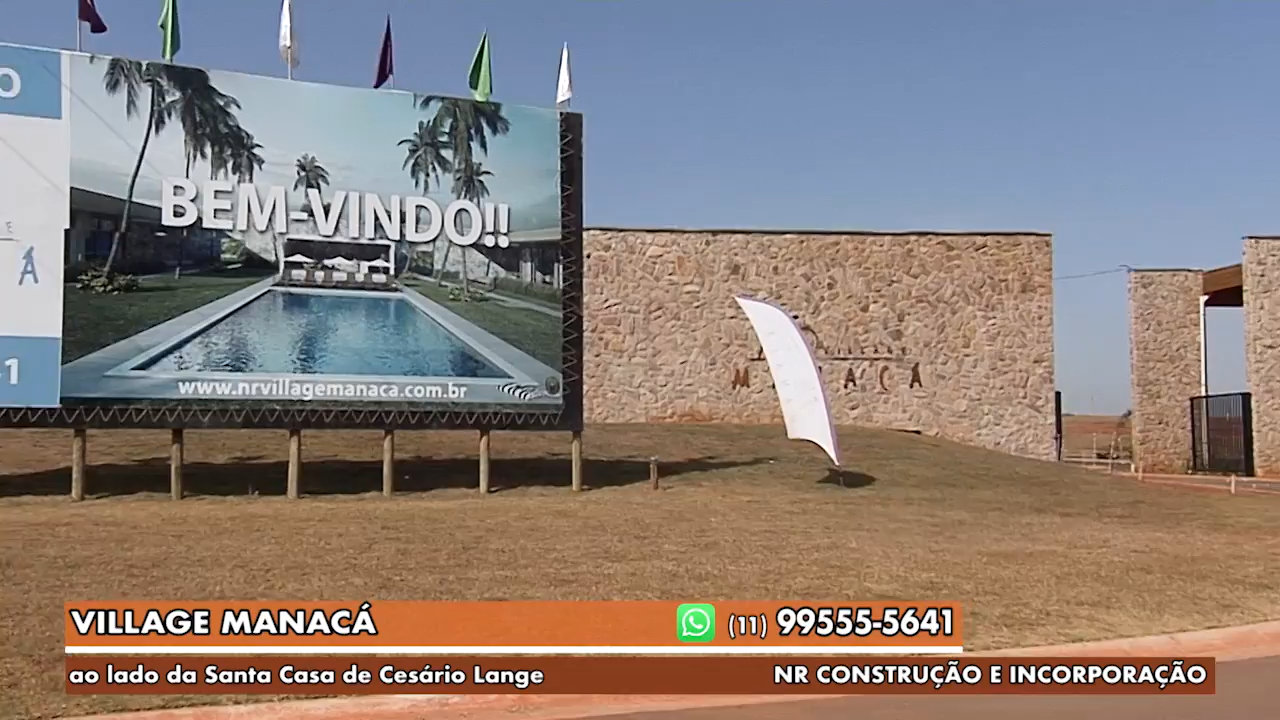 BEM-VINDO!!
www.nrvillagemanaca.com.br
VILLAGE MANACÁ
(11) 99555-5641
ao lado da Santa Casa de Cesário Lange
NR CONSTRUÇÃO E INCORPORAÇÃO